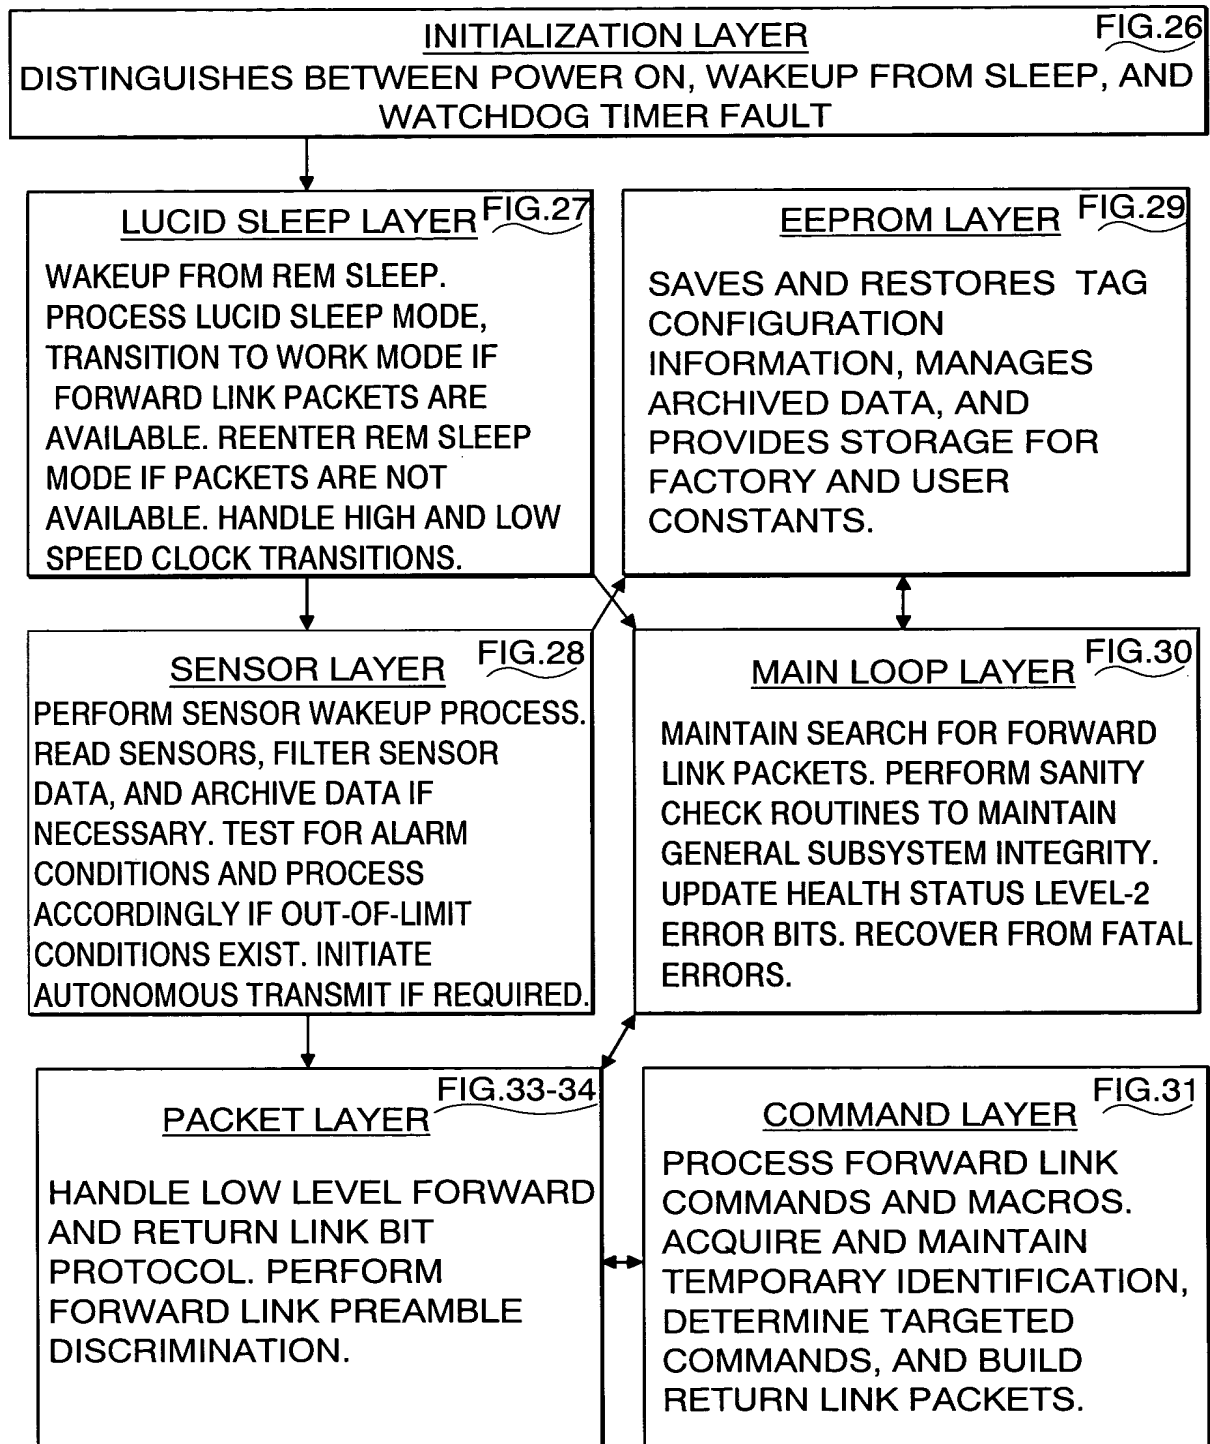 FIG.26
INITIALIZATION LAYER
DISTINGUISHES BETWEEN POWER ON, WAKEUP FROM SLEEP, AND
WATCHDOG TIMER FAULT
FIG.27
LUCID SLEEP LAYER
WAKEUP FROM REM SLEEP.
PROCESS LUCID SLEEP MODE,
TRANSITION TO WORK MODE IF
FORWARD LINK PACKETS ARE
AVAILABLE. REENTER REM SLEEP
MODE IF PACKETS ARE NOT
AVAILABLE. HANDLE HIGH AND LOW
SPEED CLOCK TRANSITIONS.
FIG.29
EEPROM LAYER
SAVES AND RESTORES TAG
CONFIGURATION
INFORMATION, MANAGES
ARCHIVED DATA, AND
PROVIDES STORAGE FOR
FACTORY AND USER
CONSTANTS.
FIG.28
SENSOR LAYER
PERFORM SENSOR WAKEUP PROCESS.
READ SENSORS, FILTER SENSOR
DATA, AND ARCHIVE DATA IF
NECESSARY. TEST FOR ALARM
CONDITIONS AND PROCESS
ACCORDINGLY IF OUT-OF-LIMIT
CONDITIONS EXIST. INITIATE
AUTONOMOUS TRANSMIT IF REQUIRED.
FIG.30
MAIN LOOP LAYER
MAINTAIN SEARCH FOR FORWARD
LINK PACKETS. PERFORM SANITY
CHECK ROUTINES TO MAINTAIN
GENERAL SUBSYSTEM INTEGRITY.
UPDATE HEALTH STATUS LEVEL-2
ERROR BITS. RECOVER FROM FATAL
ERRORS.
FIG.33-34
PACKET LAYER
HANDLE LOW LEVEL FORWARD
AND RETURN LINK BIT
PROTOCOL. PERFORM
FORWARD LINK PREAMBLE
DISCRIMINATION.
FIG.31
COMMAND LAYER
PROCESS FORWARD LINK
COMMANDS AND MACROS.
ACQUIRE AND MAINTAIN
TEMPORARY IDENTIFICATION,
DETERMINE TARGETED
COMMANDS, AND BUILD
RETURN LINK PACKETS.